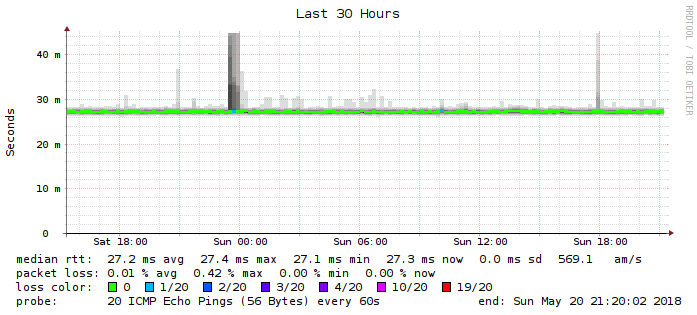 Last 30 Hours
RRDTOOL / TOBI OETIKER
Seconds
40 m
30 m
20 m
10 m
0
Sat 18:00 Sun 00:00 Sun 06:00 Sun 12:00 Sun 18:00
median rtt: 27.2 ms avg 27.4 ms max 27.1 ms min 27.3 ms now 0.0 ms sd 569.1 am/s
packet loss: 0.01 % avg 0.42 % max 0.00 % min 0.00 % now
loss color: 0 1/20 2/20 3/20 4/20 10/20 19/20
probe: 20 ICMP Echo Pings (56 Bytes) every 60s end: Sun May 20 21:20:02 2018